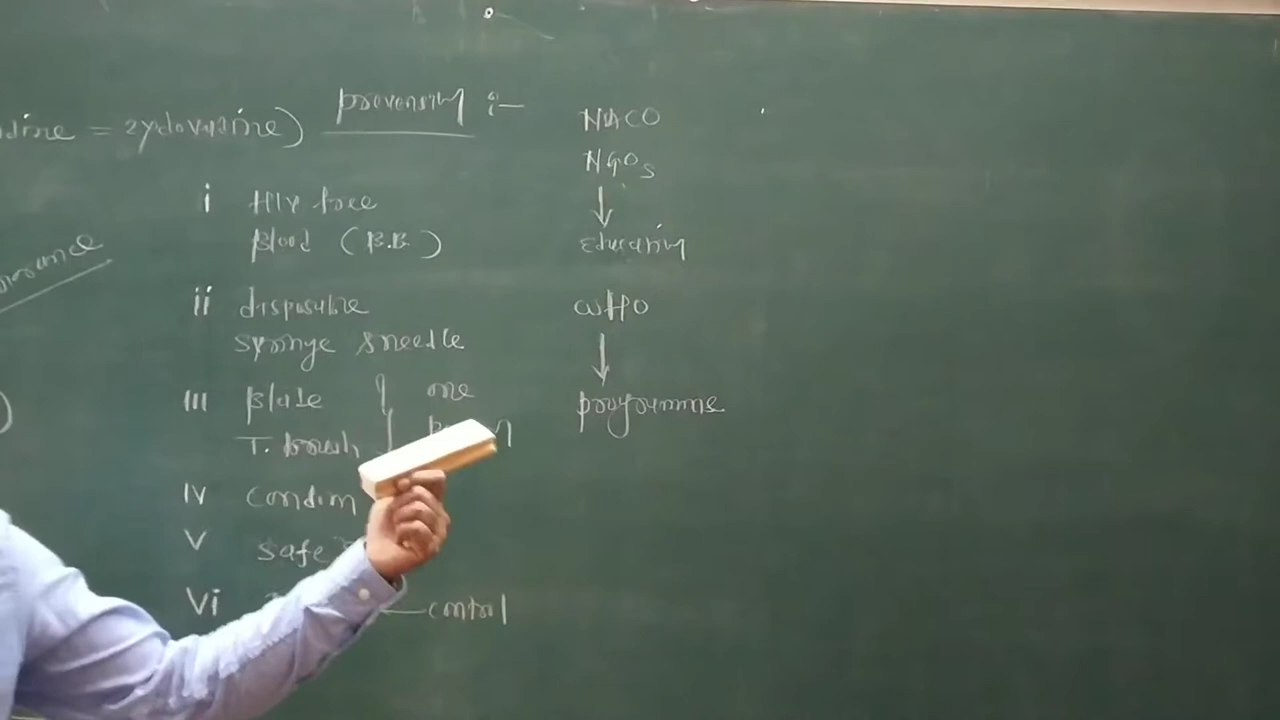 = zydovudine)
prevention :-
i HIV free
Blood (B.B.)
ii disposable
syringe & needle
III Blade } one
T. brush
IV Condom
V safe
Vi — control
NACO
NGOs
↓
Education
WHO
↓
programme